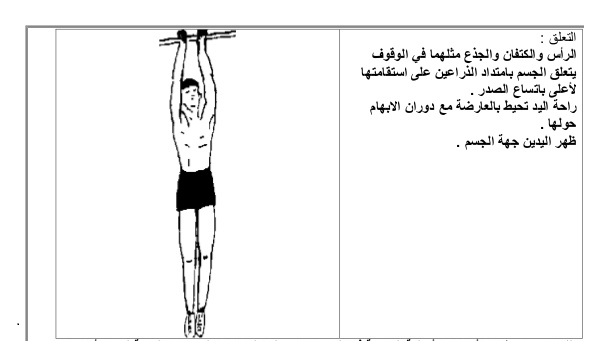 التعلق :
الرأس والكتفان والجذع مثلهما في الوقوف
يتعلق الجسم بامتداد الذراعين على استقامتها
لأعلى باتساع الصدر .
راحة اليد تحيط بالعارضة مع دوران الابهام
حولها .
ظهر اليدين جهة الجسم .